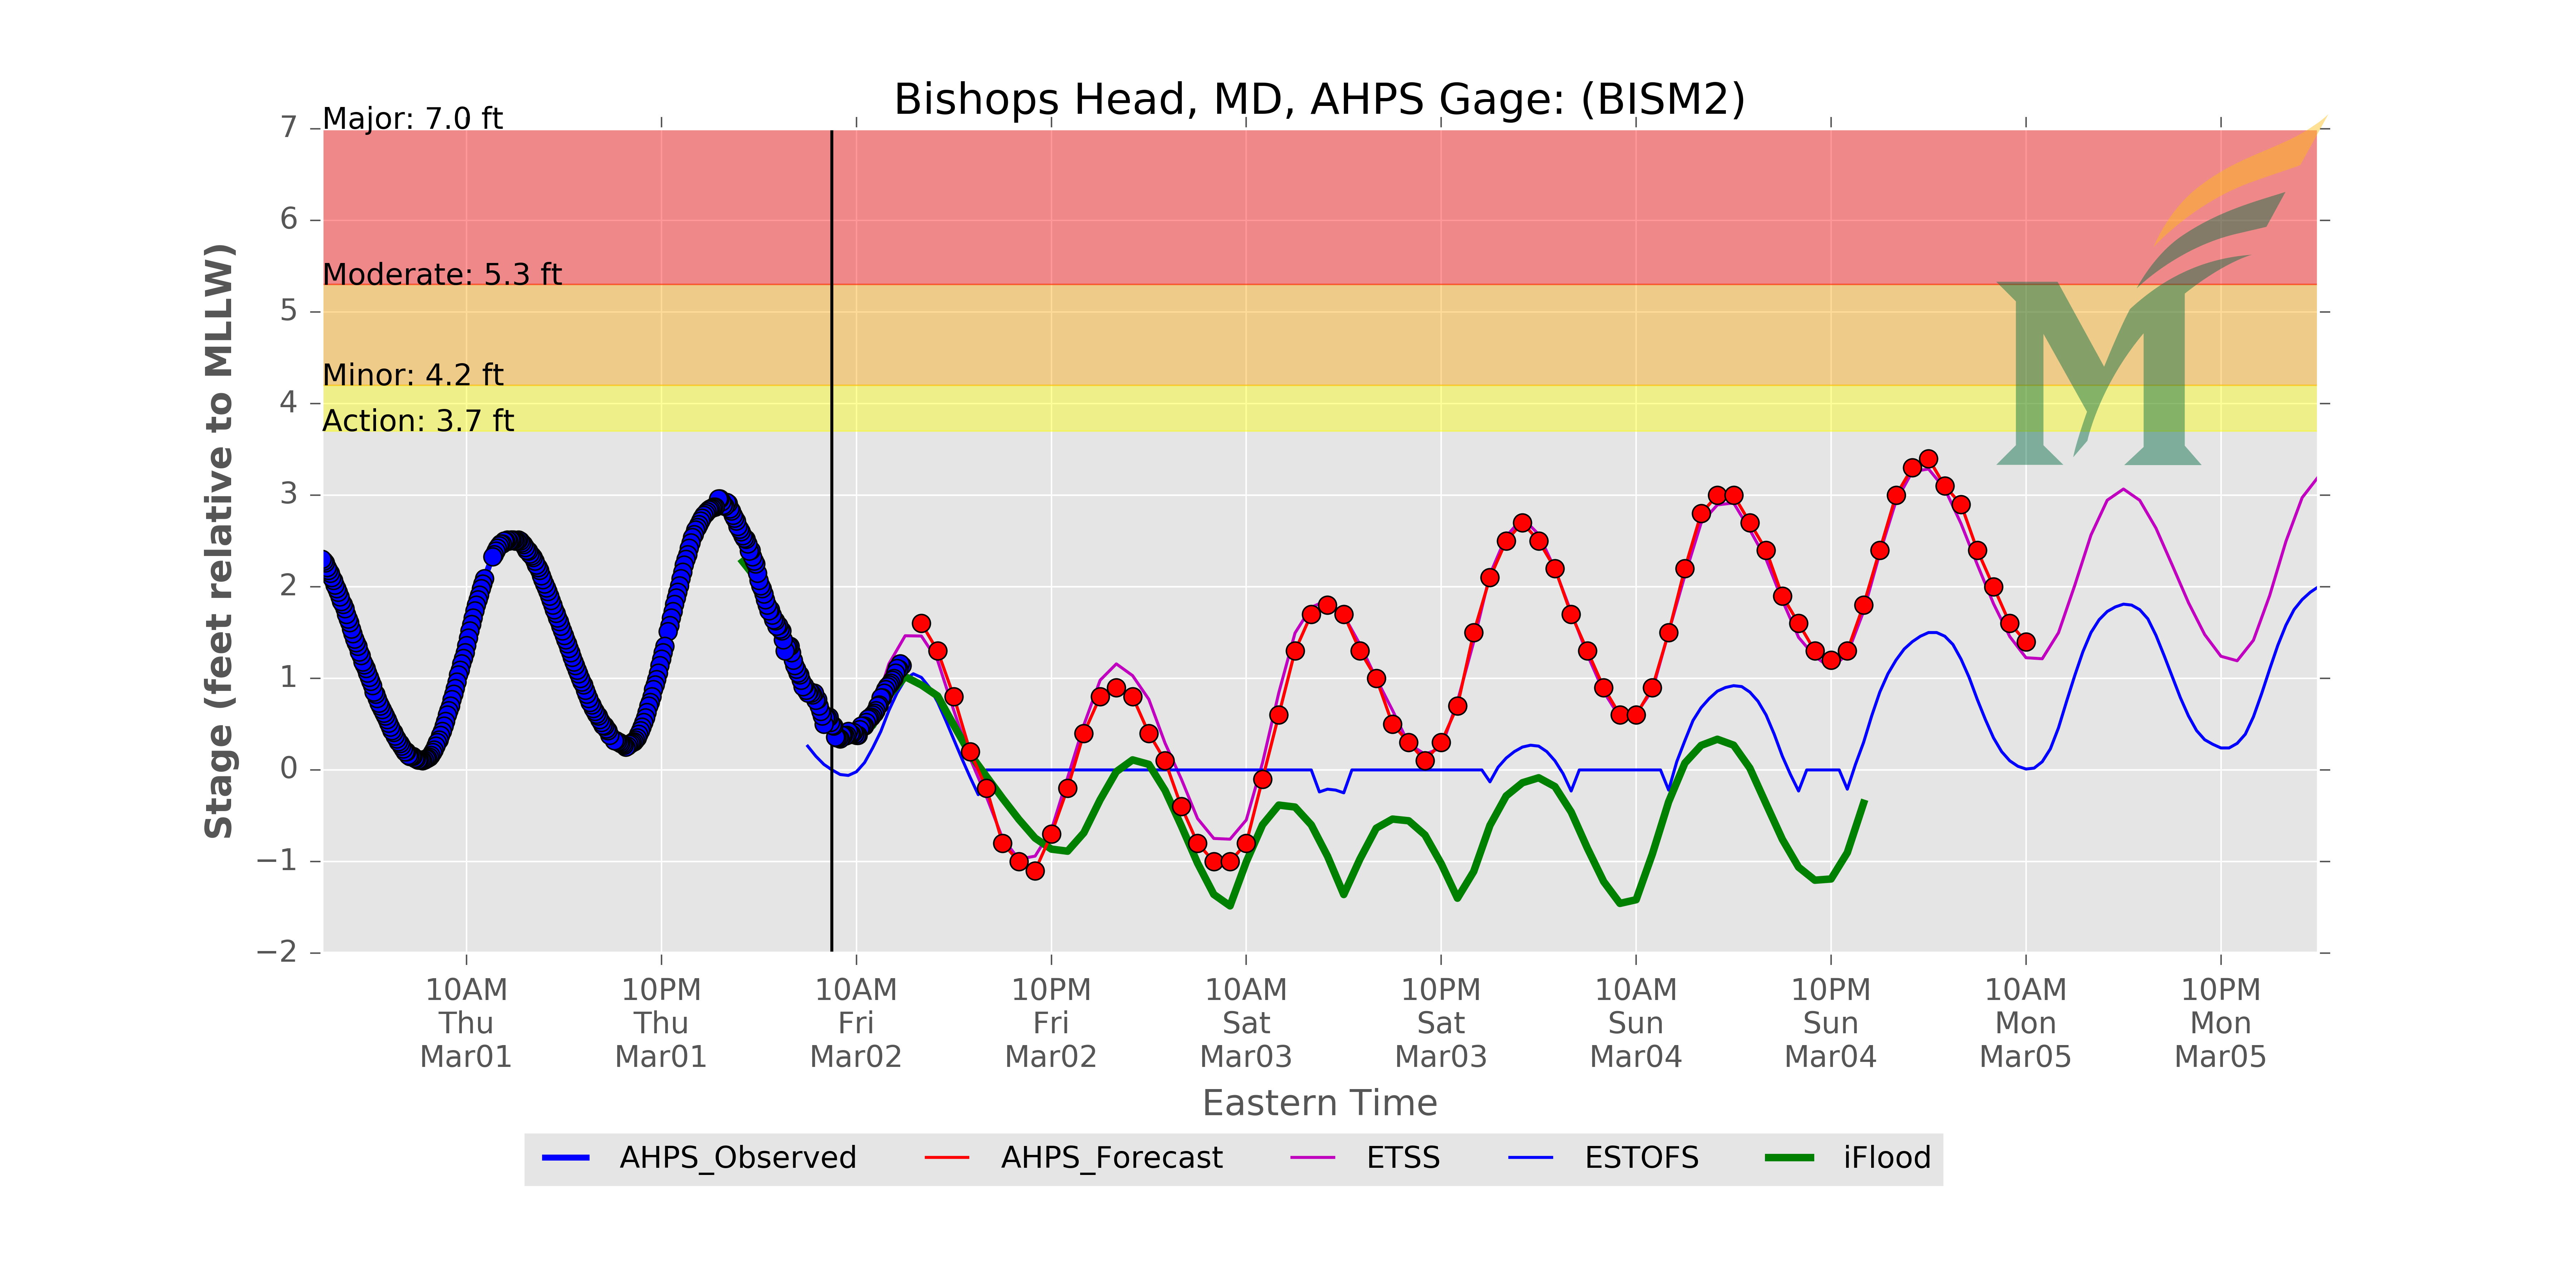 Bishops Head, MD, AHPS Gage: (BISM2)
Major: 7.0 ft
Moderate: 5.3 ft
Minor: 4.2 ft
Action: 3.7 ft
7
6
5
4
3
2
1
0
−1
−2
Stage (feet relative to MLLW)
10AM Thu Mar01
10PM Thu Mar01
10AM Fri Mar02
10PM Fri Mar02
10AM Sat Mar03
10PM Sat Mar03
10AM Sun Mar04
10PM Sun Mar04
10AM Mon Mar05
10PM Mon Mar05
Eastern Time
AHPS_Observed AHPS_Forecast ETSS ESTOFS iFlood
M